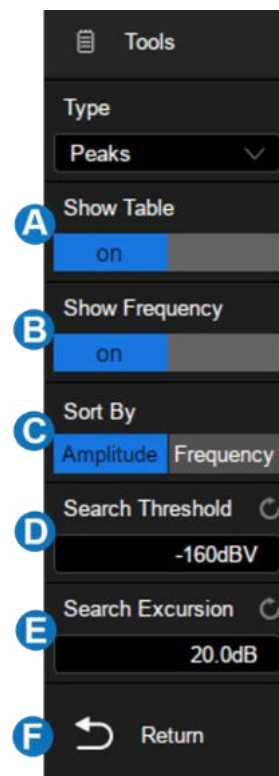 Tools
Type
Peaks
A
Show Table
on
B
Show Frequency
on
C
Sort By
Amplitude Frequency
D
Search Threshold
-160dBV
E
Search Excursion
20.0dB
F
Return